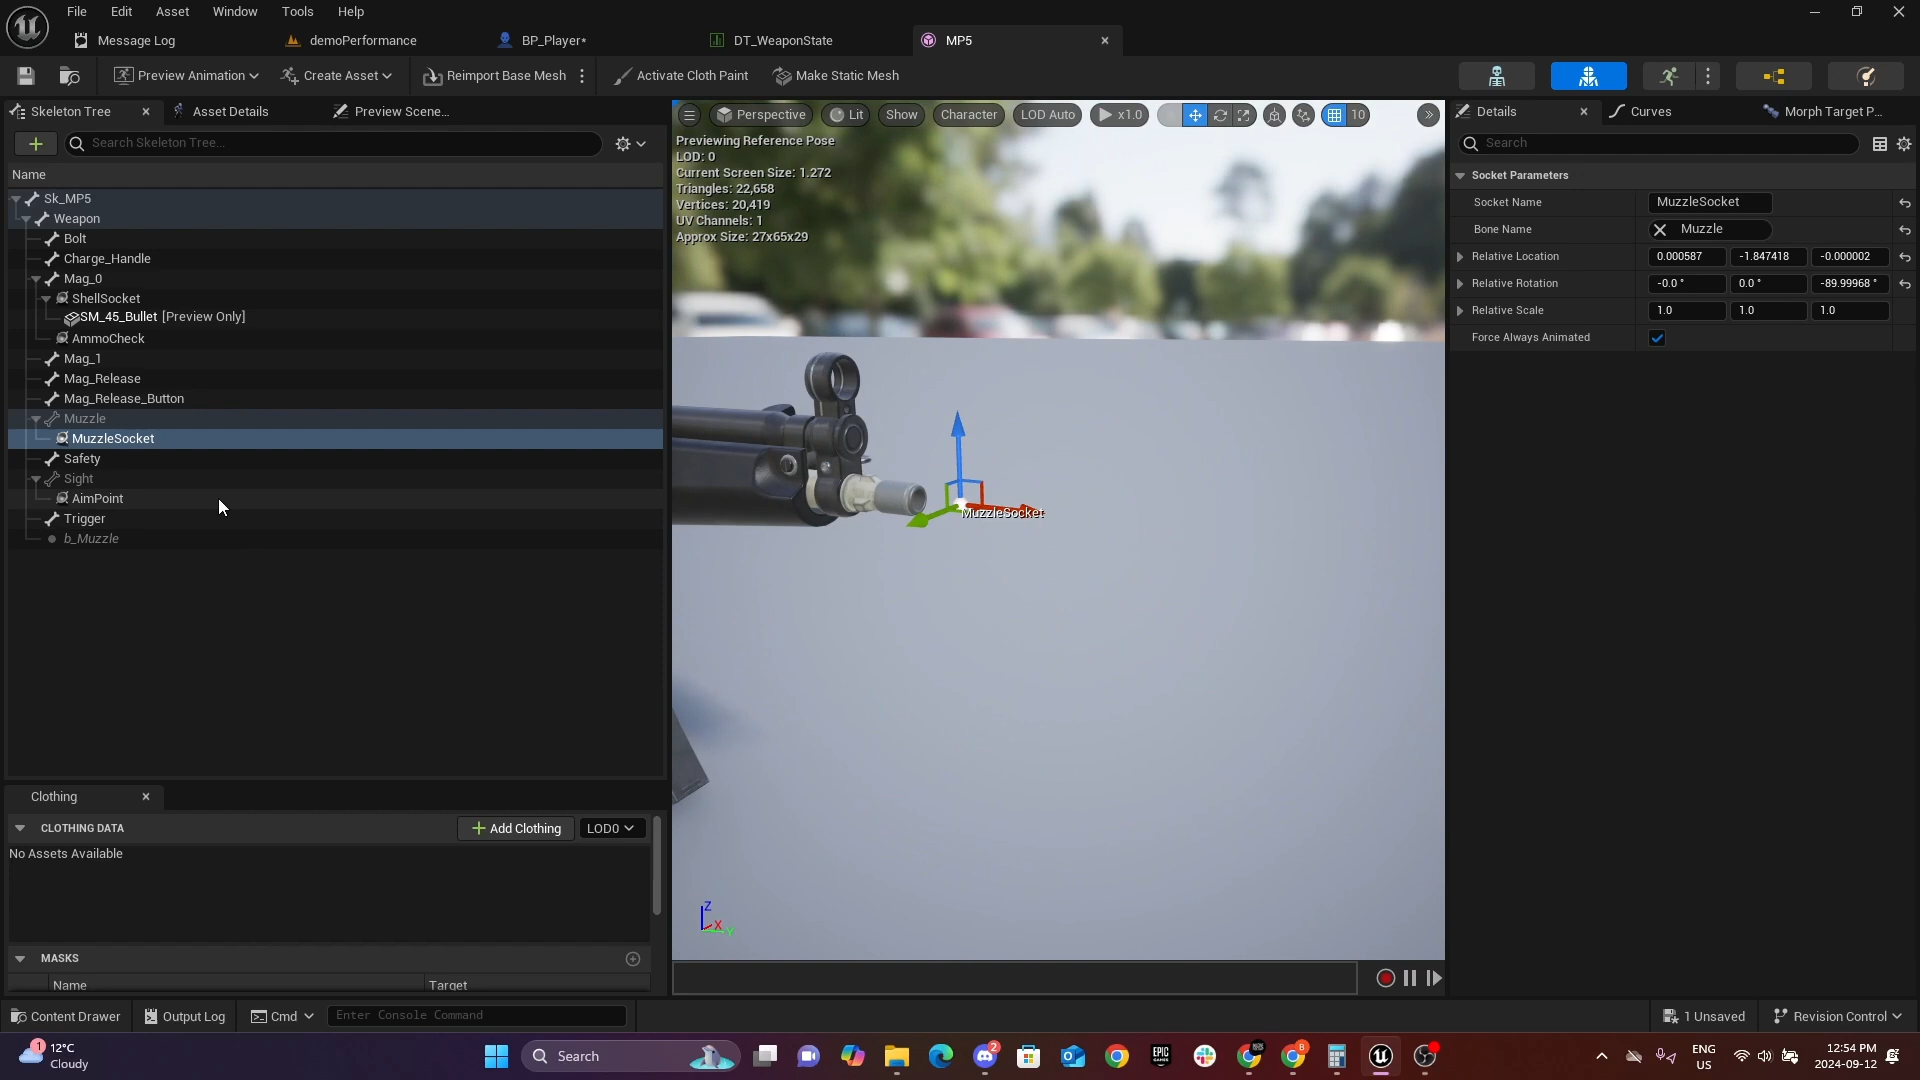 File Edit Asset Window Tools Help
Message Log demoPerformance BP_Player* DT_WeaponState MP5
Preview Animation Create Asset Reimport Base Mesh Activate Cloth Paint Make Static Mesh
Skeleton Tree Asset Details Preview Scene...
Search Skeleton Tree...
Name
Sk_MP5
Weapon
Bolt
Charge_Handle
Mag_0
ShellSocket
SM_45_Bullet [Preview Only]
AmmoCheck
Mag_1
Mag_Release
Mag_Release_Button
Muzzle
MuzzleSocket
Safety
Sight
AimPoint
Trigger
b_Muzzle
Clothing
CLOTHING DATA Add Clothing LOD0
No Assets Available
MASKS
Name Target
Perspective Lit Show Character LOD Auto x1.0 10
Previewing Reference Pose
LOD: 0
Current Screen Size: 1.272
Triangles: 22,658
Vertices: 20,419
UV Channels: 1
Approx Size: 27x65x29
MuzzleSocket
Z
X
Y
Details Curves Morph Target P...
Search
Socket Parameters
Socket Name MuzzleSocket
Bone Name Muzzle
Relative Location 0.000587 -1.847418 -0.000002
Relative Rotation -0.0 ° 0.0 ° -89.99968 °
Relative Scale 1.0 1.0 1.0
Force Always Animated
Content Drawer Output Log Cmd Enter Console Command 1 Unsaved Revision Control
1 12°C
Cloudy
Search
2
EPIC GAMES
B
ENG
US
12:54 PM
2024-09-12